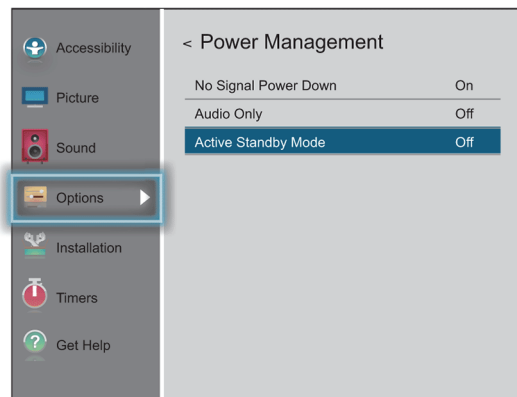 Accessibility
Picture
Sound
Options
Installation
Timers
? Get Help
< Power Management
No Signal Power Down On
Audio Only Off
Active Standby Mode Off